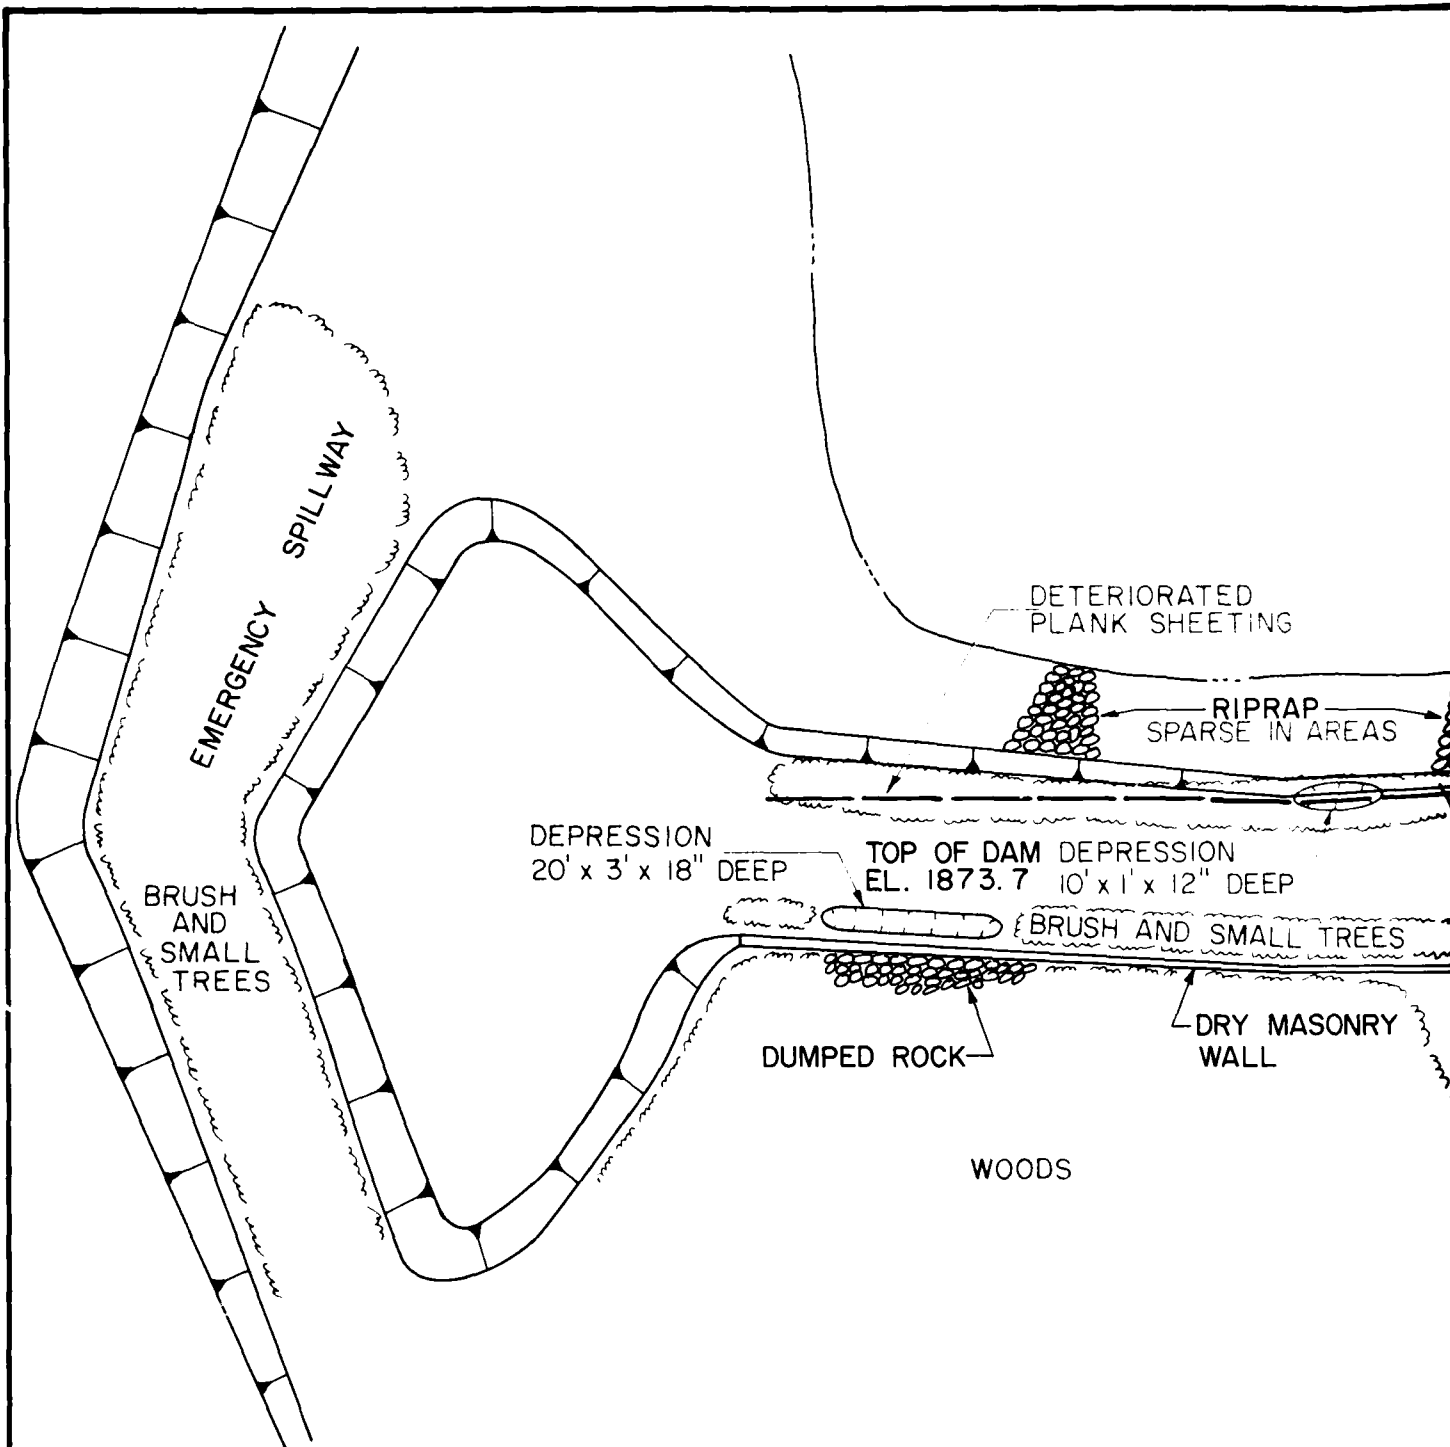 EMERGENCY SPILLWAY
DETERIORATED
PLANK SHEETING
RIPRAP
SPARSE IN AREAS
DEPRESSION
20' x 3' x 18" DEEP
TOP OF DAM
EL. 1873.7
DEPRESSION
10' x 1' x 12" DEEP
BRUSH
AND
SMALL
TREES
BRUSH AND SMALL TREES
DUMPED ROCK
DRY MASONRY
WALL
WOODS